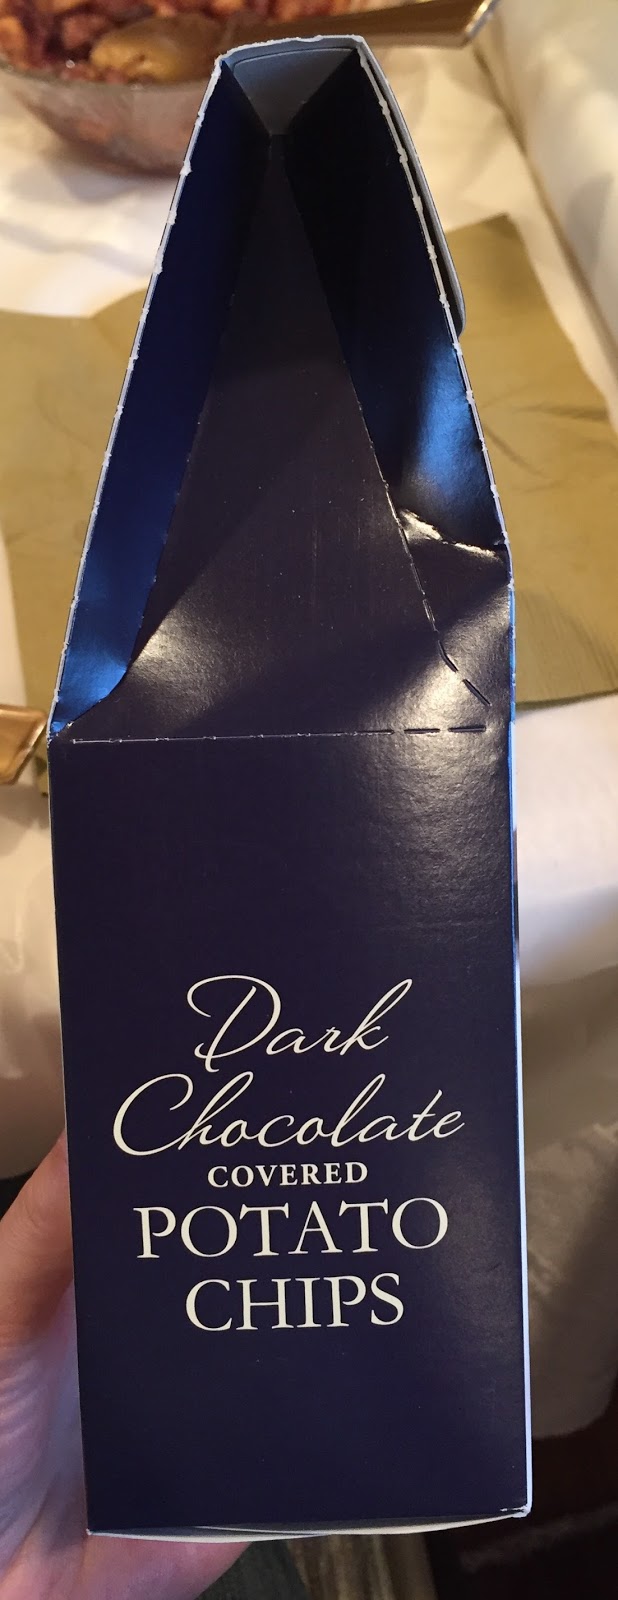 Dark
Chocolate
COVERED
POTATO
CHIPS